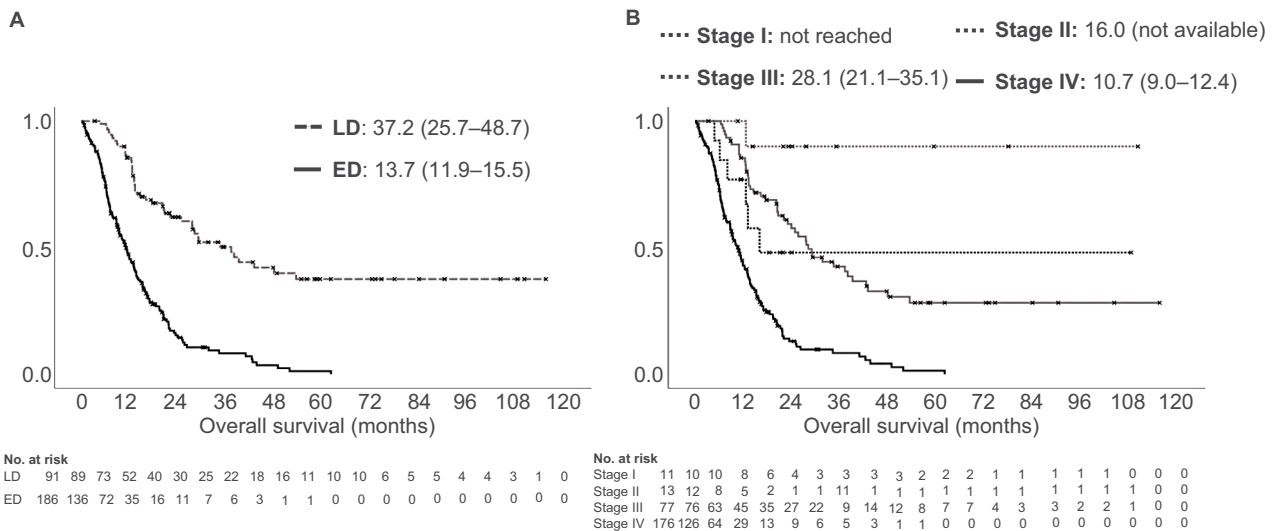 A
LD: 37.2 (25.7–48.7)
ED: 13.7 (11.9–15.5)
1.0
0.5
0.0
0 12 24 36 48 60 72 84 96 108 120
Overall survival (months)
No. at risk
LD 91 89 73 52 40 30 25 22 18 16 11 10 10 6 5 5 4 4 3 1 0
ED 186 136 72 35 16 11 7 6 3 1 1 0 0 0 0 0 0 0 0 0 0
B
Stage I: not reached
Stage II: 16.0 (not available)
Stage III: 28.1 (21.1–35.1)
Stage IV: 10.7 (9.0–12.4)
1.0
0.5
0.0
0 12 24 36 48 60 72 84 96 108 120
Overall survival (months)
No. at risk
Stage I 11 10 10 8 6 4 3 3 3 3 2 2 2 1 1 1 1 1 0 0 0
Stage II 13 12 8 5 2 1 1 11 1 1 1 1 1 1 1 1 1 1 1 0 0
Stage III 77 76 63 45 35 27 22 9 14 12 8 7 7 4 3 3 2 2 1 0 0
Stage IV 176 126 64 29 13 9 6 5 3 1 1 0 0 0 0 0 0 0 0 0 0